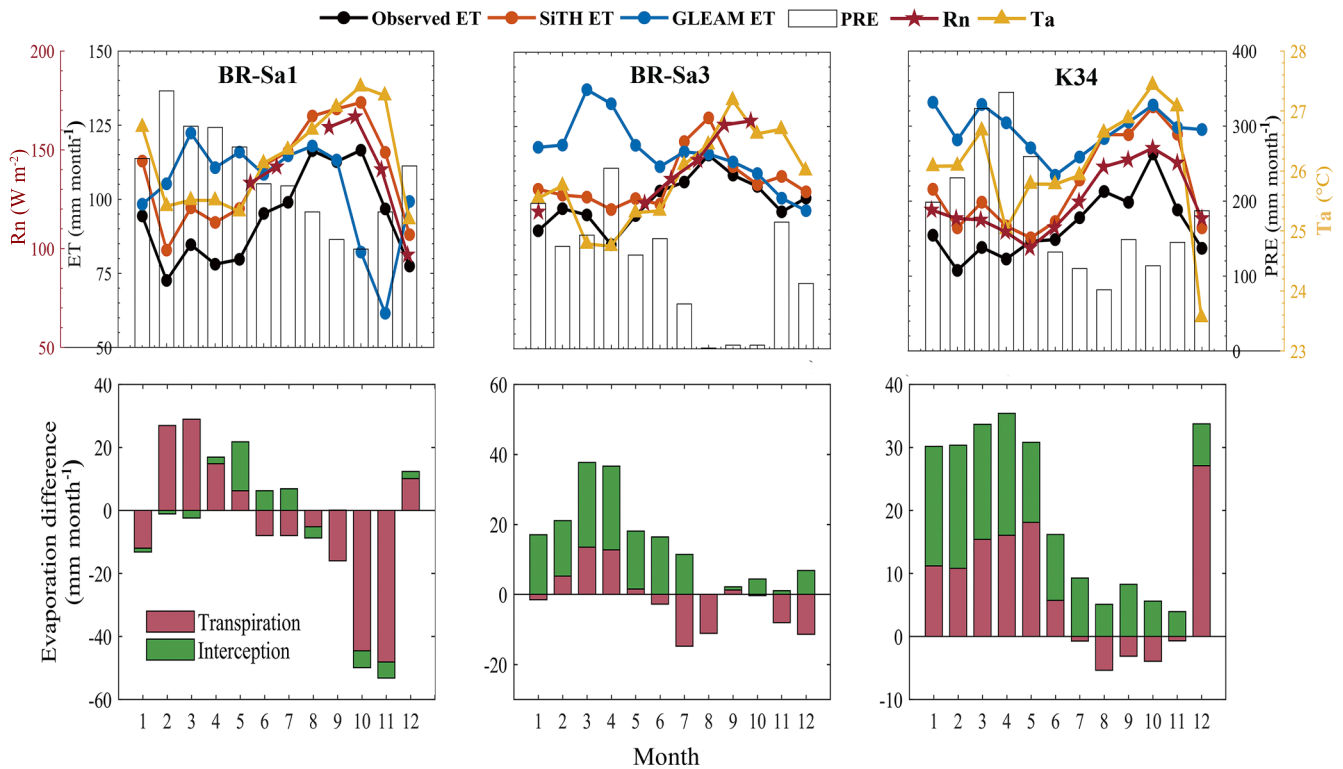 Observed ET SiTH ET GLEAM ET PRE Rn Ta
BR-Sa1 BR-Sa3 K34
Rn (W m-2)
200
150
100
50
ET (mm month-1)
150
125
100
75
50
PRE (mm month-1)
400
300
200
100
0
Ta (°C)
28
27
26
25
24
23
Evaporation difference
(mm month-1)
40
20
0
-20
-40
-60
Transpiration
Interception
1 2 3 4 5 6 7 8 9 10 11 12
60
40
20
0
-20
1 2 3 4 5 6 7 8 9 10 11 12
40
30
20
10
0
-10
1 2 3 4 5 6 7 8 9 10 11 12
Month